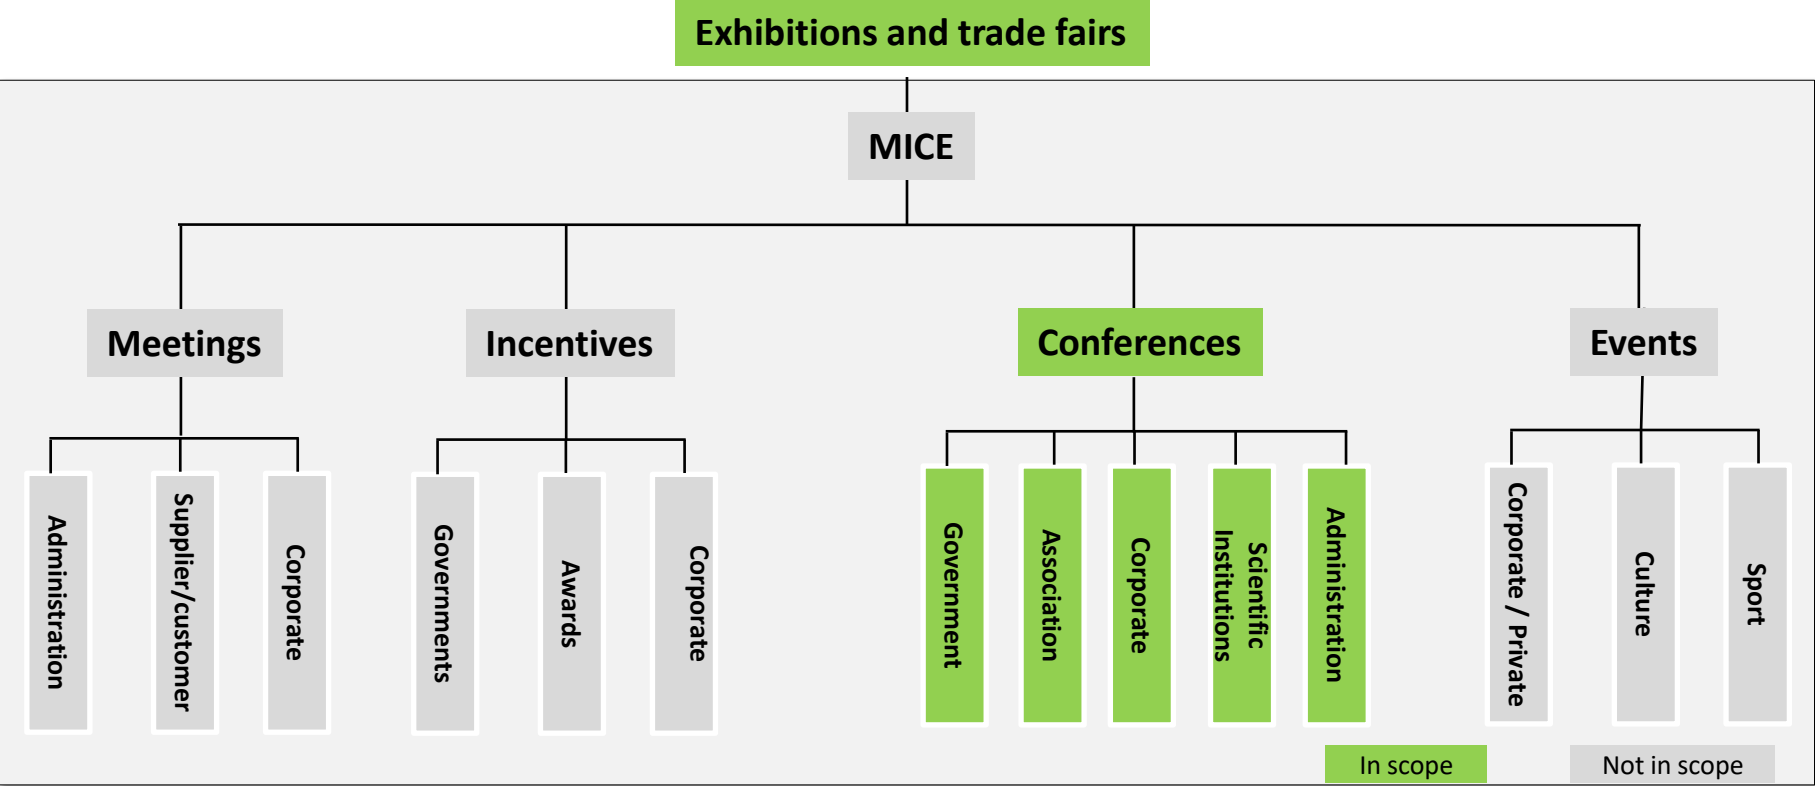 Exhibitions and trade fairs
MICE
Meetings
Incentives
Conferences
Events
Administration
Supplier/customer
Corporate
Governments
Awards
Corporate
Government
Association
Corporate
Scientific
Institutions
Administration
Corporate / Private
Culture
Sport
In scope
Not in scope